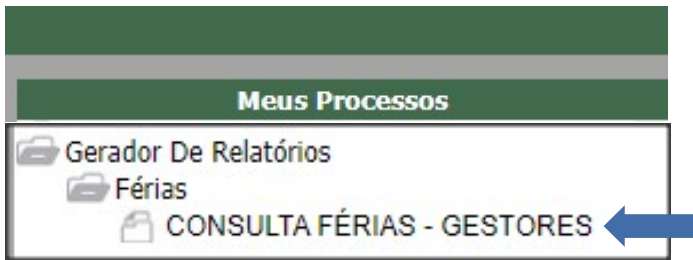 Meus Processos
Gerador De Relatórios
Férias
CONSULTA FÉRIAS - GESTORES